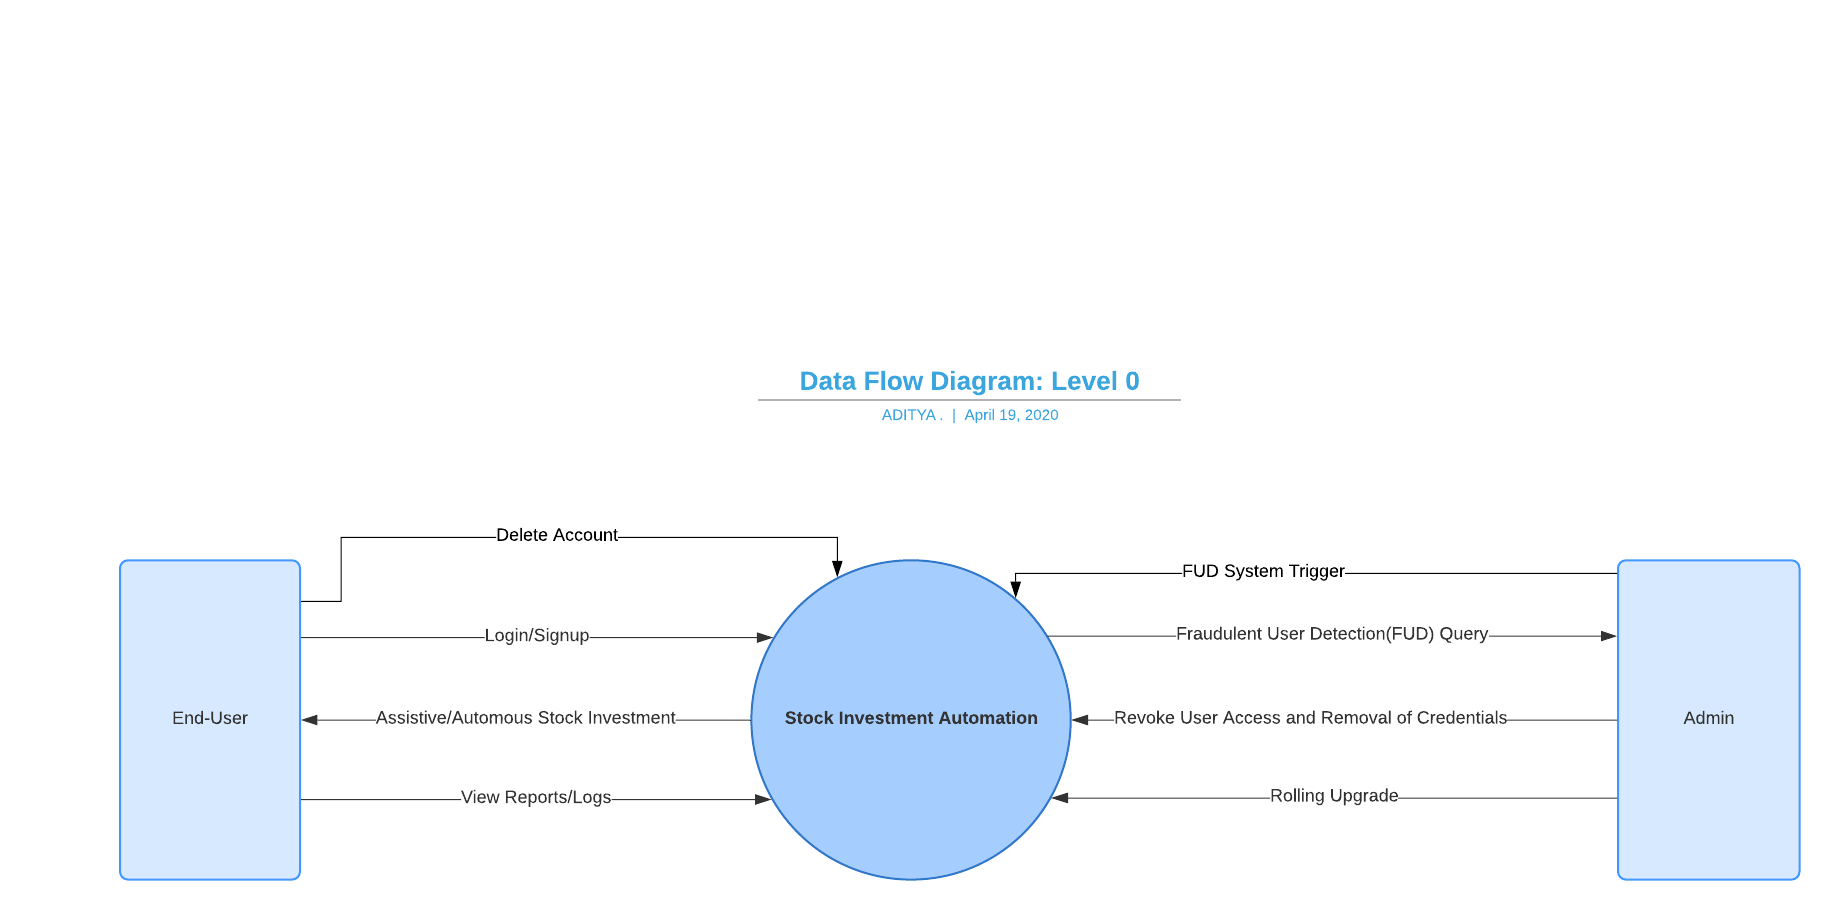 Data Flow Diagram: Level 0
ADITYA . | April 19, 2020
Delete Account
FUD System Trigger
Login/Signup
Fraudulent User Detection(FUD) Query
End-User
Assistive/Automous Stock Investment
Stock Investment Automation
Revoke User Access and Removal of Credentials
Admin
View Reports/Logs
Rolling Upgrade